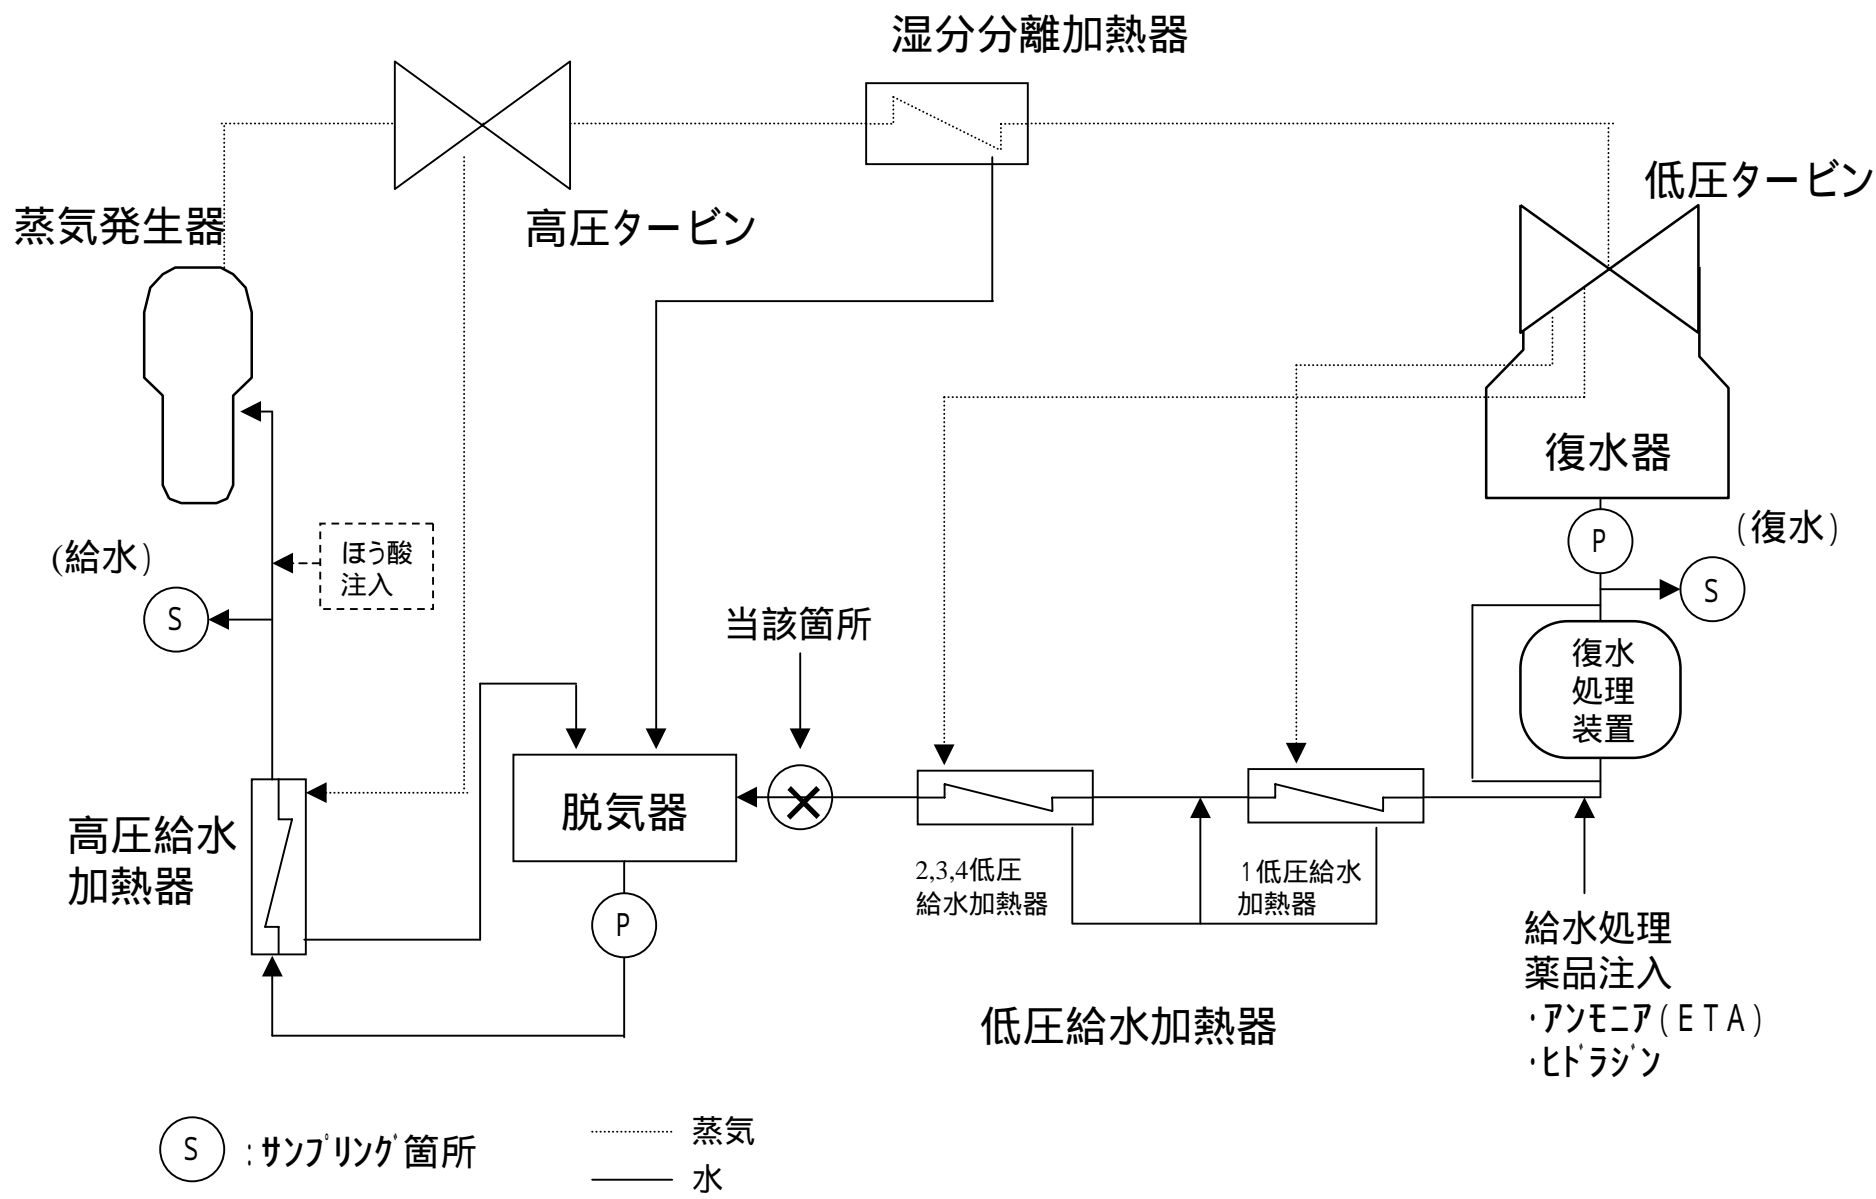 湿分分離加熱器
低圧タービン
高圧タービン
蒸気発生器
復水器
(復水)
P
S
(給水)
ほう酸
注入
S
当該箇所
復水
処理
装置
脱気器
高圧給水
加熱器
2,3,4低圧
給水加熱器
1低圧給水
加熱器
P
給水処理
薬品注入
・ｱﾝﾓﾆｱ(ETA)
・ﾋﾄﾞﾗｼﾞﾝ
低圧給水加熱器
S :ｻﾝﾌﾟﾘﾝｸﾞ箇所
蒸気
水